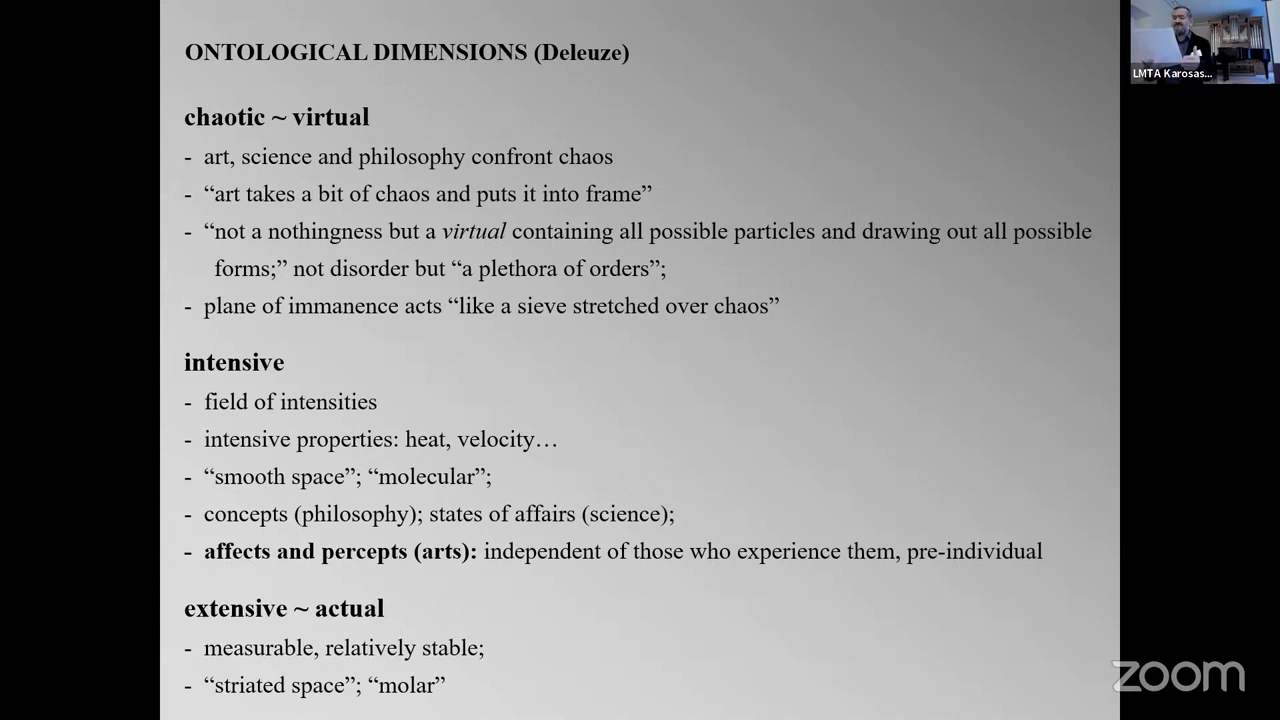 ONTOLOGICAL DIMENSIONS (Deleuze)
chaotic ~ virtual
- art, science and philosophy confront chaos
- “art takes a bit of chaos and puts it into frame”
- “not a nothingness but a virtual containing all possible particles and drawing out all possible
forms;” not disorder but “a plethora of orders”;
- plane of immanence acts “like a sieve stretched over chaos”
intensive
- field of intensities
- intensive properties: heat, velocity…
- “smooth space”; “molecular”;
- concepts (philosophy); states of affairs (science);
- affects and percepts (arts): independent of those who experience them, pre-individual
extensive ~ actual
- measurable, relatively stable;
- “striated space”; “molar”
LMTA Karosas...
zoom